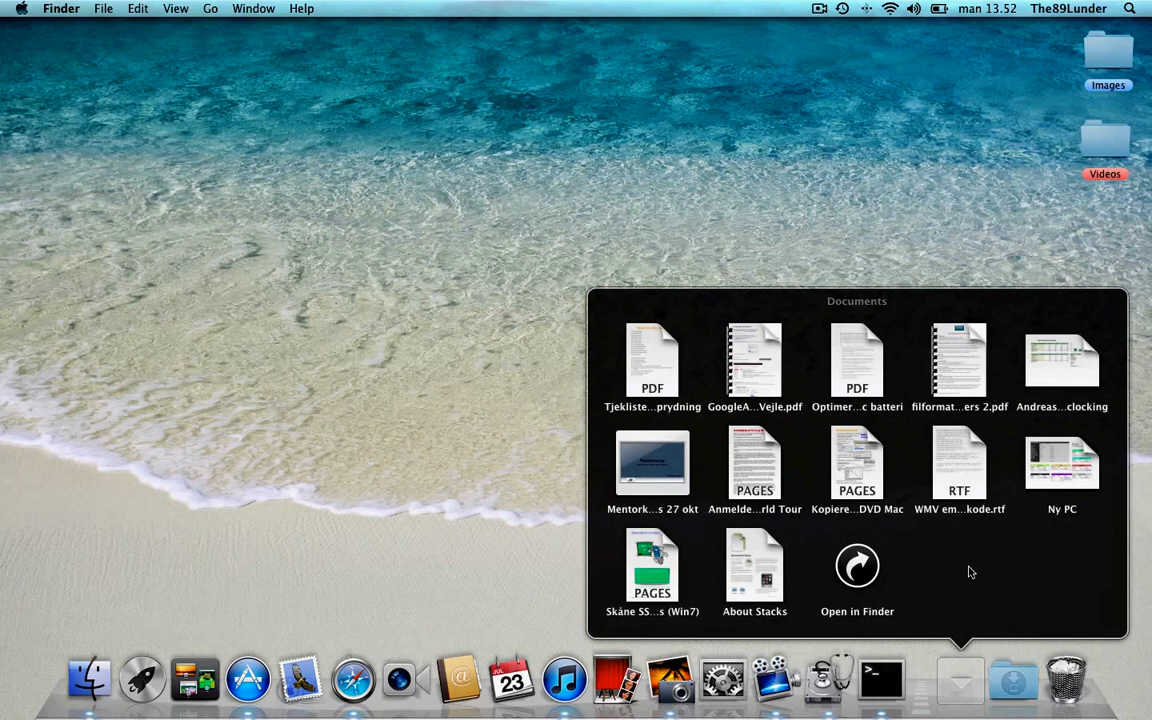 Finder File Edit View Go Window Help man 13.52 The89Lunder
Images
Videos
Documents
PDF PDF
Tjekliste...prydning GoogleA...Vejle.pdf Optimer...c batteri filformat...ers 2.pdf Andreas...clocking
PAGES PAGES RTF
Mentork...s 27 okt Anmelde...rld Tour Kopiere...DVD Mac WMV em...kode.rtf Ny PC
PAGES
Skåne SS...s (Win7) About Stacks Open in Finder
JUL
23